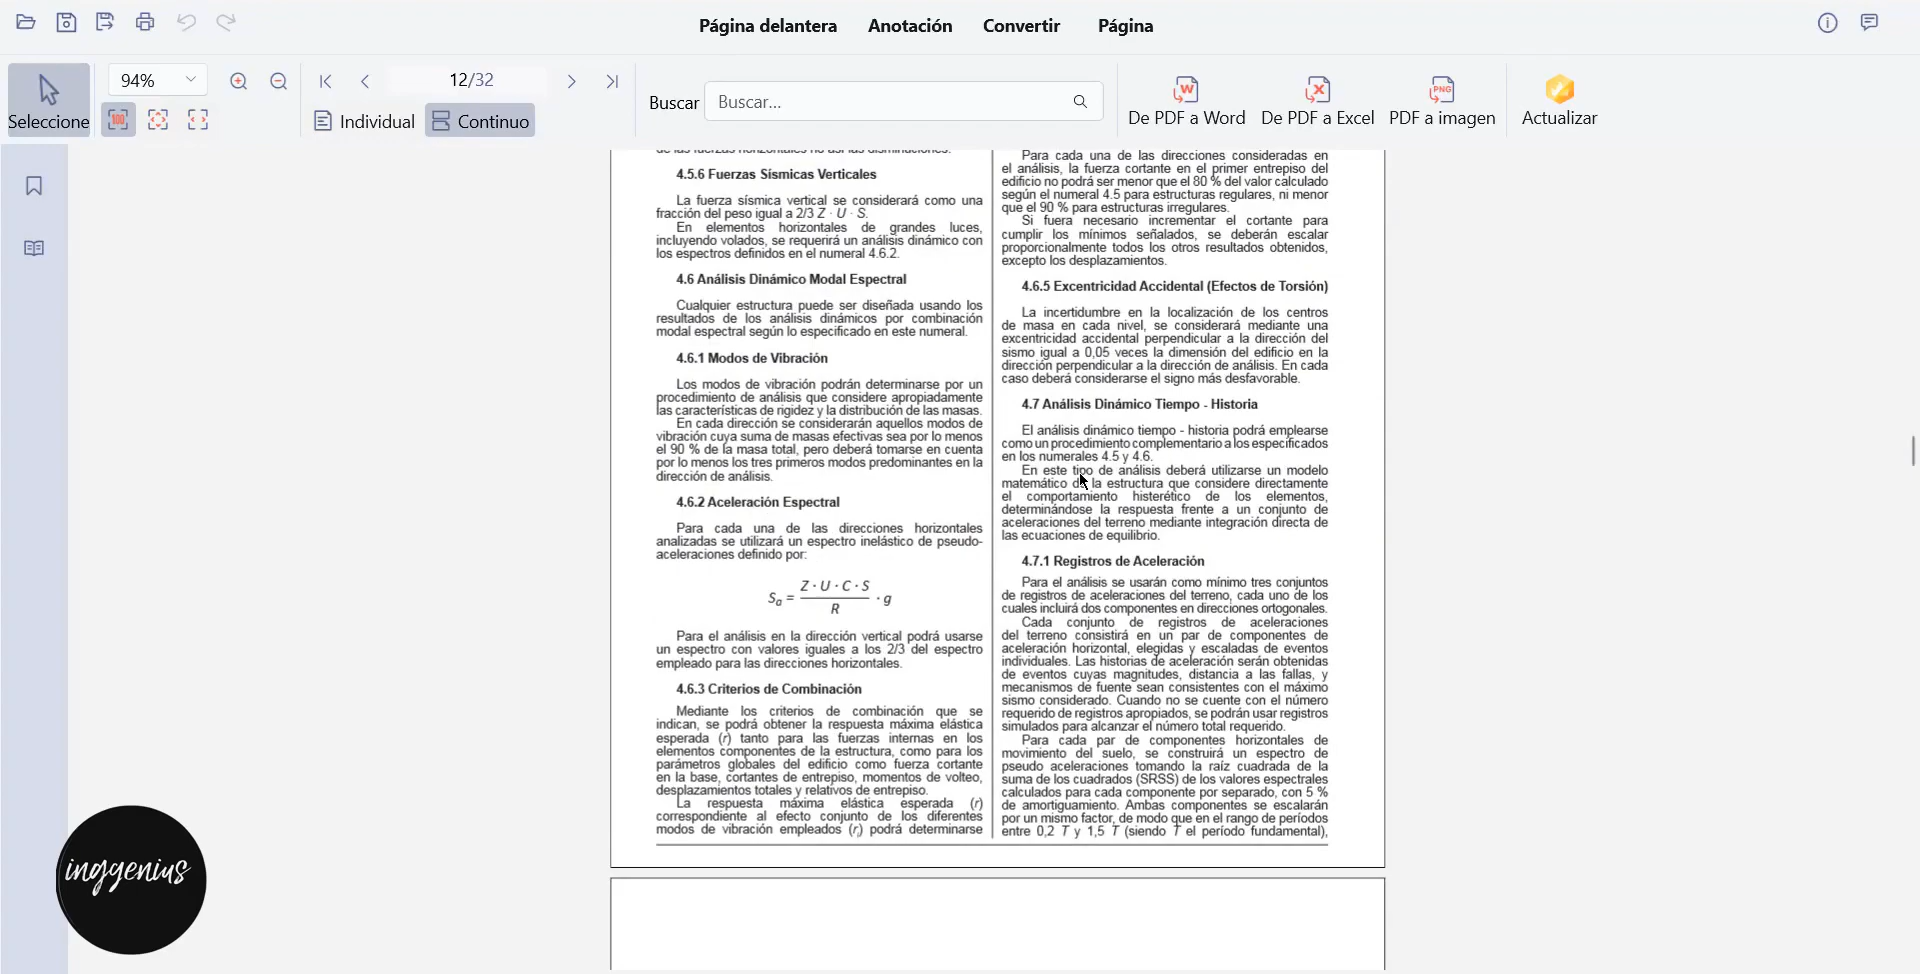 Página delantera
Anotación
Convertir
Página
Seleccione
94%
100
12/32
Individual
Continuo
Buscar
Buscar...
W
De PDF a Word
X
De PDF a Excel
PNG
PDF a imagen
Actualizar
de las fuerzas horizontales no así las disminuciones.
4.5.6 Fuerzas Sísmicas Verticales
La fuerza sísmica vertical se considerará como una
fracción del peso igual a 2/3 Z · U · S.
En elementos horizontales de grandes luces,
incluyendo volados, se requerirá un análisis dinámico con
los espectros definidos en el numeral 4.6.2.
4.6 Análisis Dinámico Modal Espectral
Cualquier estructura puede ser diseñada usando los
resultados de los análisis dinámicos por combinación
modal espectral según lo especificado en este numeral.
4.6.1 Modos de Vibración
Los modos de vibración podrán determinarse por un
procedimiento de análisis que considere apropiadamente
las características de rigidez y la distribución de las masas.
En cada dirección se considerarán aquellos modos de
vibración cuya suma de masas efectivas sea por lo menos
el 90 % de la masa total, pero deberá tomarse en cuenta
por lo menos los tres primeros modos predominantes en la
dirección de análisis.
4.6.2 Aceleración Espectral
Para cada una de las direcciones horizontales
analizadas se utilizará un espectro inelástico de pseudo-
aceleraciones definido por:
Sa = Z · U · C · S / R · g
Para el análisis en la dirección vertical podrá usarse
un espectro con valores iguales a los 2/3 del espectro
empleado para las direcciones horizontales.
4.6.3 Criterios de Combinación
Mediante los criterios de combinación que se
indican, se podrá obtener la respuesta máxima elástica
esperada (r) tanto para las fuerzas internas en los
elementos componentes de la estructura, como para los
parámetros globales del edificio como fuerza cortante
en la base, cortantes de entrepiso, momentos de volteo,
desplazamientos totales y relativos de entrepiso.
La respuesta máxima elástica esperada (r)
correspondiente al efecto conjunto de los diferentes
modos de vibración empleados (ri) podrá determinarse
Para cada una de las direcciones consideradas en
el análisis, la fuerza cortante en el primer entrepiso del
edificio no podrá ser menor que el 80 % del valor calculado
según el numeral 4.5 para estructuras regulares, ni menor
que el 90 % para estructuras irregulares.
Si fuera necesario incrementar el cortante para
cumplir los mínimos señalados, se deberán escalar
proporcionalmente todos los otros resultados obtenidos,
excepto los desplazamientos.
4.6.5 Excentricidad Accidental (Efectos de Torsión)
La incertidumbre en la localización de los centros
de masa en cada nivel, se considerará mediante una
excentricidad accidental perpendicular a la dirección del
sismo igual a 0,05 veces la dimensión del edificio en la
dirección perpendicular a la dirección de análisis. En cada
caso deberá considerarse el signo más desfavorable.
4.7 Análisis Dinámico Tiempo - Historia
El análisis dinámico tiempo - historia podrá emplearse
como un procedimiento complementario a los especificados
en los numerales 4.5 y 4.6.
En este tipo de análisis deberá utilizarse un modelo
matemático de la estructura que considere directamente
el comportamiento histerético de los elementos,
determinándose la respuesta frente a un conjunto de
aceleraciones del terreno mediante integración directa de
las ecuaciones de equilibrio.
4.7.1 Registros de Aceleración
Para el análisis se usarán como mínimo tres conjuntos
de registros de aceleraciones del terreno, cada uno de los
cuales incluirá dos componentes en direcciones ortogonales.
Cada conjunto de registros de aceleraciones
del terreno consistirá en un par de componentes de
aceleración horizontal, elegidas y escaladas de eventos
individuales. Las historias de aceleración serán obtenidas
de eventos cuyas magnitudes, distancia a las fallas, y
mecanismos de fuente sean consistentes con el máximo
sismo considerado. Cuando no se cuente con el número
requerido de registros apropiados, se podrán usar registros
simulados para alcanzar el número total requerido.
Para cada par de componentes horizontales de
movimiento del suelo, se construirá un espectro de
pseudo aceleraciones tomando la raíz cuadrada de la
suma de los cuadrados (SRSS) de los valores espectrales
calculados para cada componente por separado, con 5 %
de amortiguamiento. Ambas componentes se escalarán
por un mismo factor, de modo que en el rango de períodos
entre 0,2 T y 1,5 T (siendo T el período fundamental),
inggenius